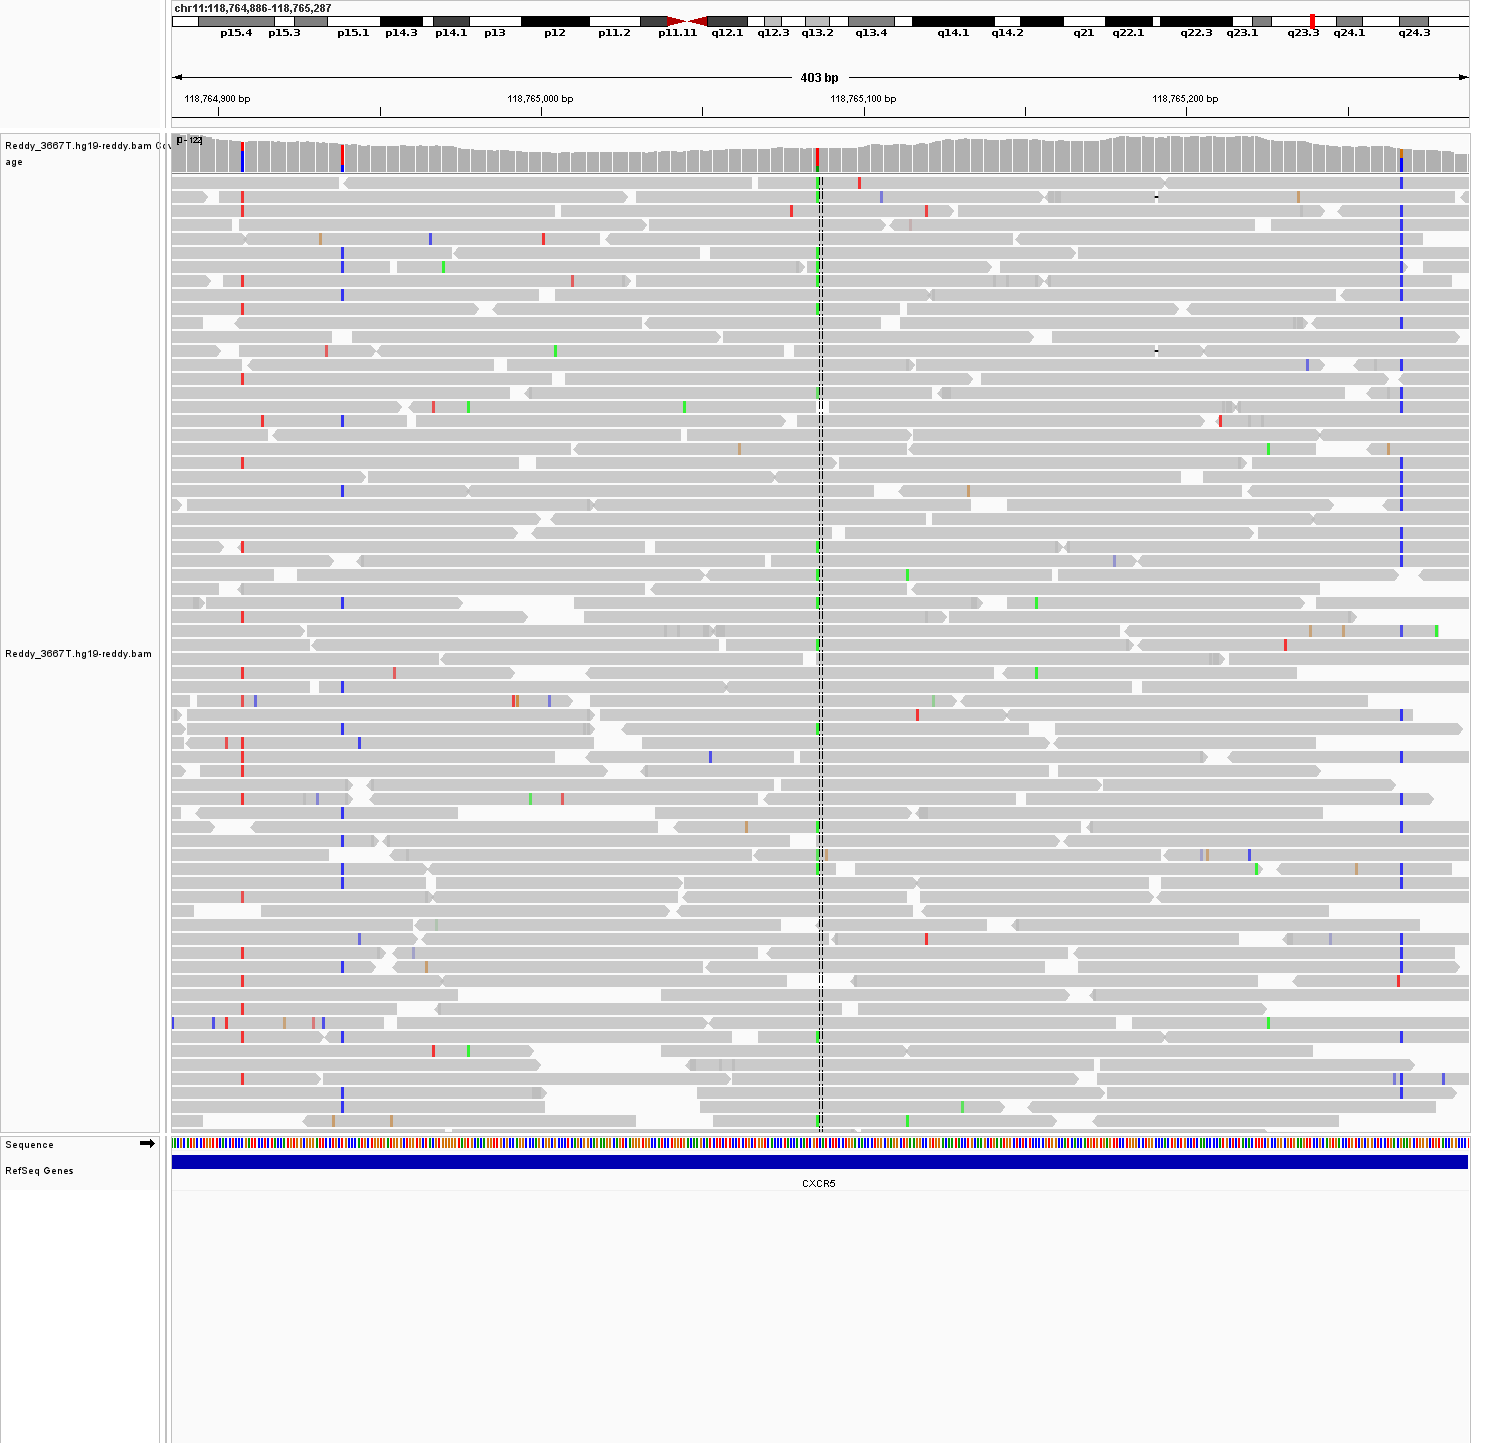 chr11:118,764,886-118,765,287
p15.4 p15.3 p15.1 p14.3 p14.1 p13 p12 p11.2 p11.11 q12.1 q12.3 q13.2 q13.4 q14.1 q14.2 q21 q22.1 q22.3 q23.1 q23.3 q24.1 q24.3
403 bp
118,764,900 bp 118,765,000 bp 118,765,100 bp 118,765,200 bp
[0 - 122]
Reddy_3667T.hg19-reddy.bam Cov
age
Reddy_3667T.hg19-reddy.bam
Sequence
RefSeq Genes
CXCR5